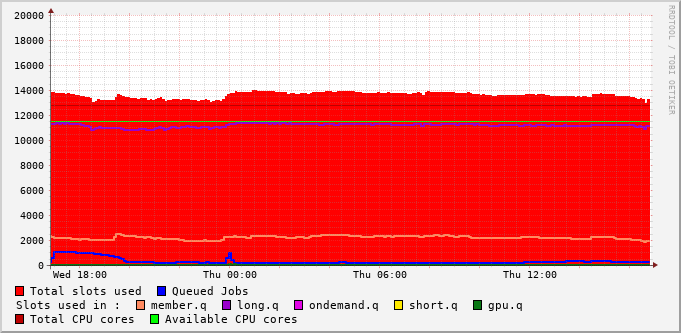 20000
18000
16000
14000
12000
10000
8000
6000
4000
2000
0
Wed 18:00 Thu 00:00 Thu 06:00 Thu 12:00
Total slots used Queued Jobs
Slots used in : member.q long.q ondemand.q short.q gpu.q
Total CPU cores Available CPU cores
RRDTOOL / TOBI OETIKER